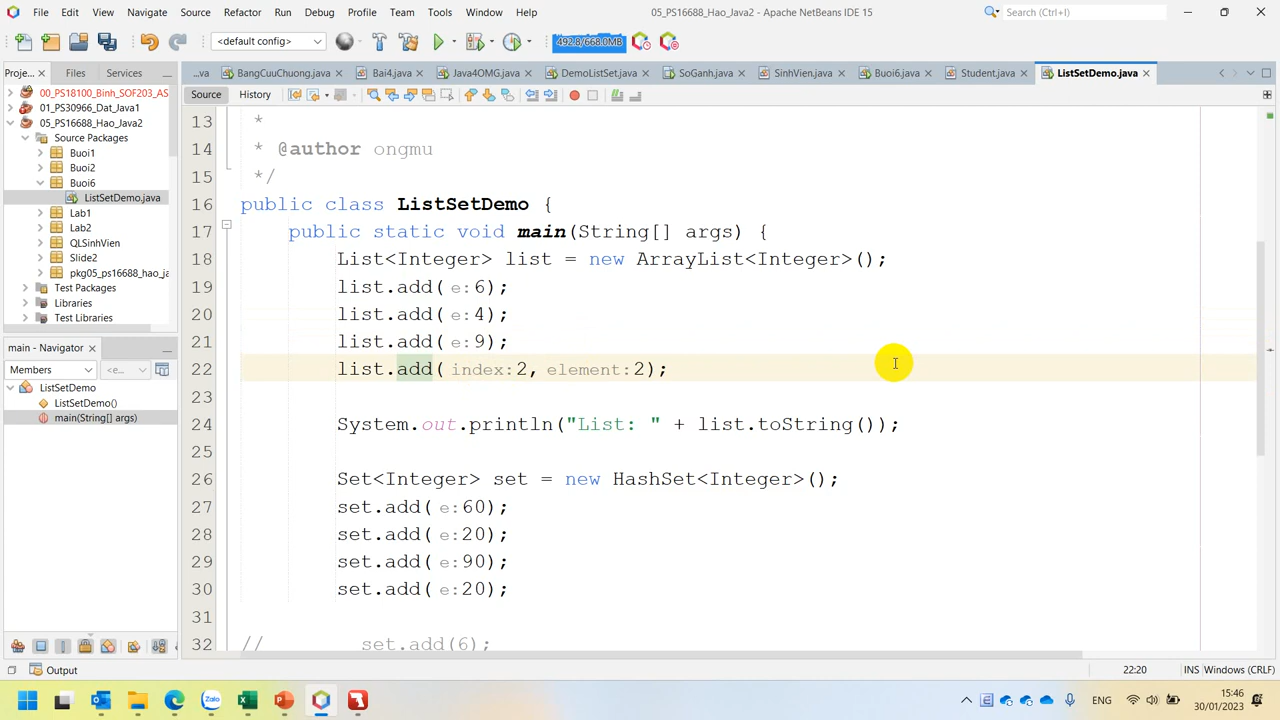 File Edit View Navigate Source Refactor Run Debug Profile Team Tools Window Help 05_PS16688_Hao_Java2 - Apache NetBeans IDE 15 Search (Ctrl+I)
<default config> 492.8/668.0MB
Proje... Files Services ...va BangCuuChuong.java Bai4.java Java4OMG.java DemoListSet.java SoGanh.java SinhVien.java Buoi6.java Student.java ListSetDemo.java
Source History
00_PS18100_Binh_SOF203_AS
01_PS30966_Dat_Java1
05_PS16688_Hao_Java2
Source Packages
Buoi1
Buoi2
Buoi6
ListSetDemo.java
Lab1
Lab2
QLSinhVien
Slide2
pkg05_ps16688_hao_ja
Test Packages
Libraries
Test Libraries
main - Navigator
Members <e...
ListSetDemo
ListSetDemo()
main(String[] args)
13 *
14 * @author ongmu
15 */
16 public class ListSetDemo {
17 public static void main(String[] args) {
18 List<Integer> list = new ArrayList<Integer>();
19 list.add( e: 6);
20 list.add( e: 4);
21 list.add( e: 9);
22 list.add( index: 2, element: 2);
23
24 System.out.println("List: " + list.toString());
25
26 Set<Integer> set = new HashSet<Integer>();
27 set.add( e: 60);
28 set.add( e: 20);
29 set.add( e: 90);
30 set.add( e: 20);
31
32 // set.add(6);
Output 22:20 INS Windows (CRLF)
ENG 15:46
30/01/2023